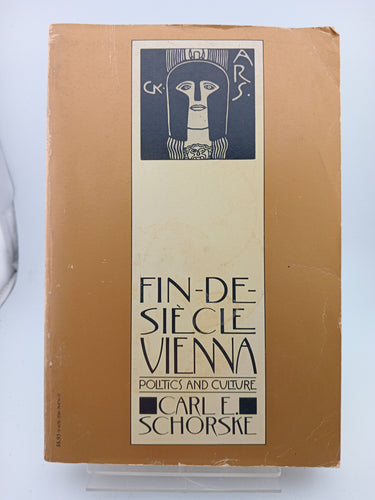 GK.
ARS.
FIN-DE-
SIÈCLE
VIENNA
POLITICS AND CULTURE
CARL E.
SCHORSKE